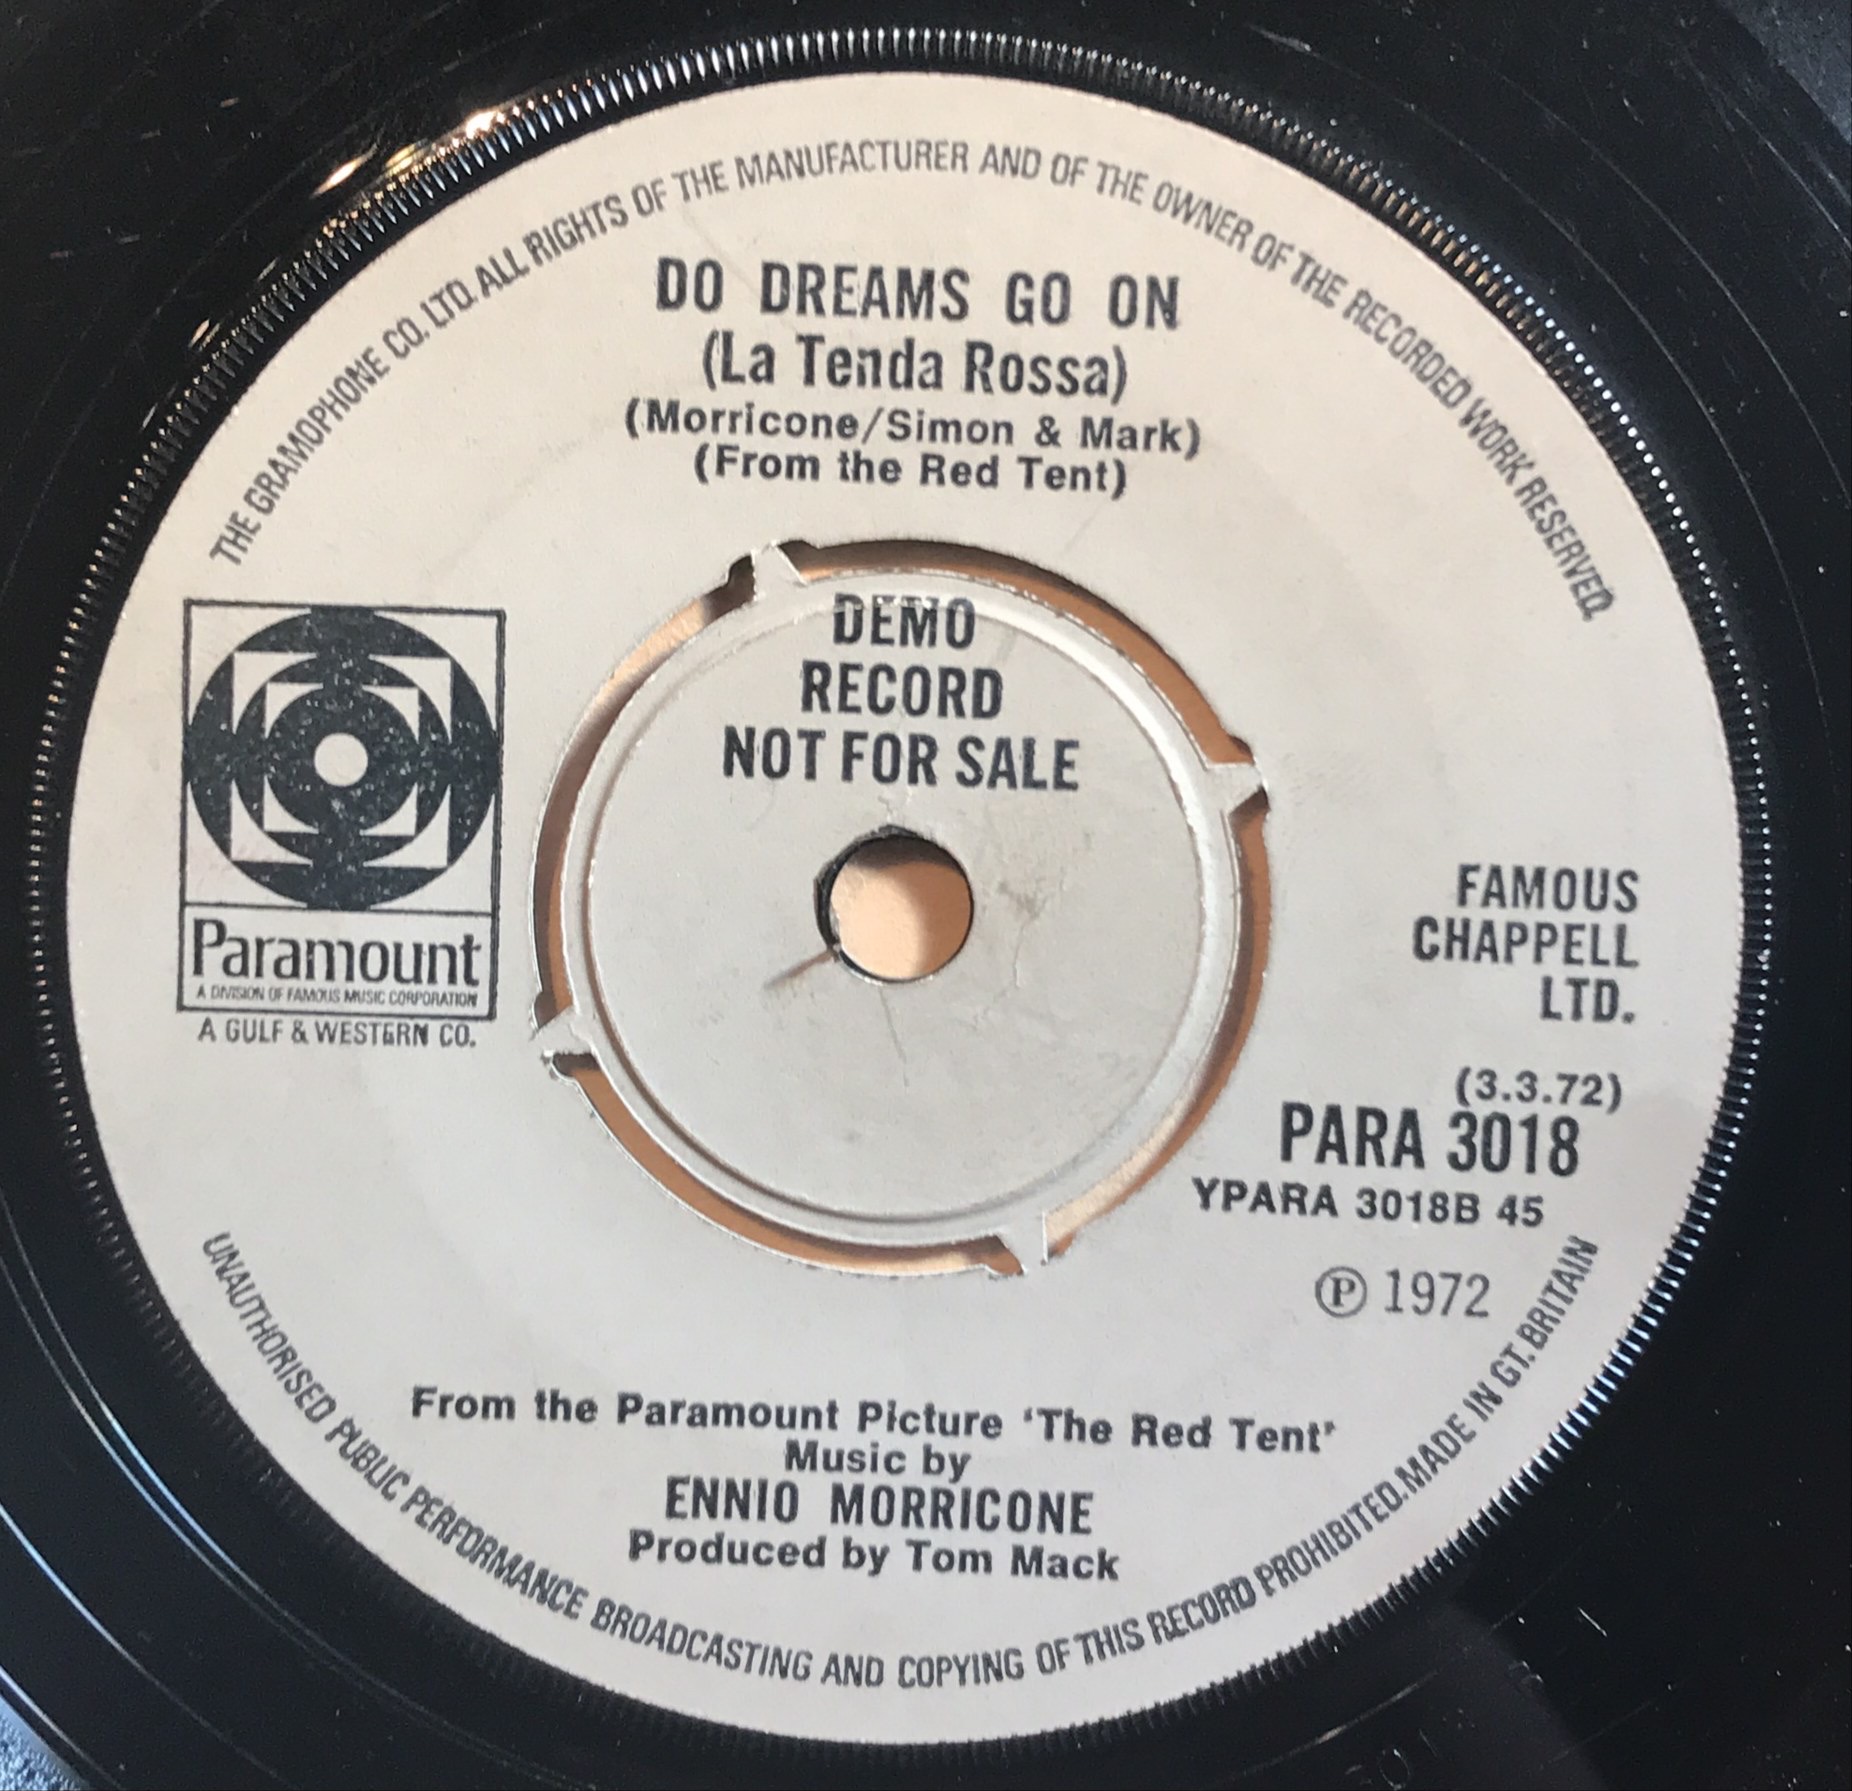 THE GRAMOPHONE CO. LTD. ALL RIGHTS OF THE MANUFACTURER AND OF THE OWNER OF THE RECORDED WORK RESERVED
DO DREAMS GO ON
(La Tenda Rossa)
(Morricone/Simon & Mark)
(From the Red Tent)
DEMO
RECORD
NOT FOR SALE
Paramount
A DIVISION OF FAMOUS MUSIC CORPORATION
A GULF & WESTERN CO.
FAMOUS
CHAPPELL
LTD.
(3.3.72)
PARA 3018
YPARA 3018B 45
Ⓟ 1972
From the Paramount Picture ‘The Red Tent’
Music by
ENNIO MORRICONE
Produced by Tom Mack
UNAUTHORISED PUBLIC PERFORMANCE BROADCASTING AND COPYING OF THIS RECORD PROHIBITED. MADE IN GT. BRITAIN